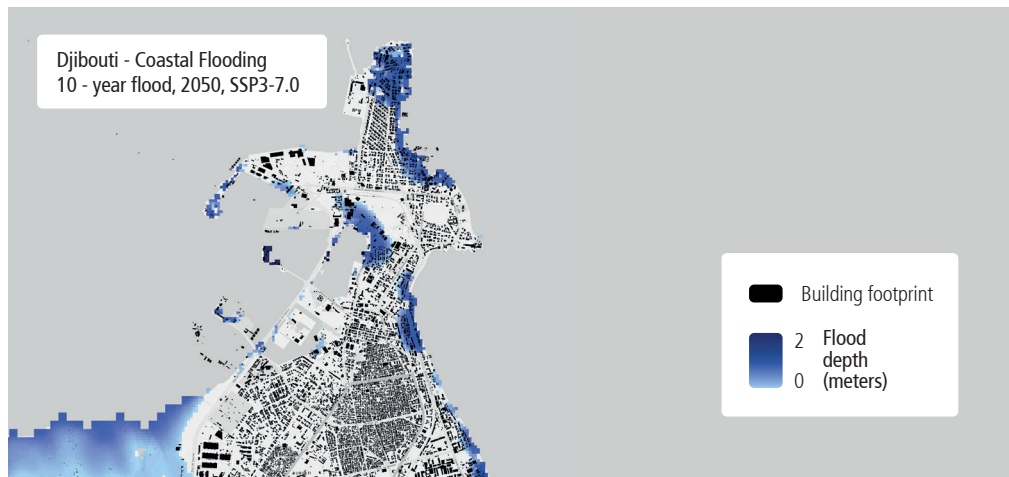 Djibouti - Coastal Flooding
10 - year flood, 2050, SSP3-7.0
Building footprint
2
Flood
depth
0
(meters)